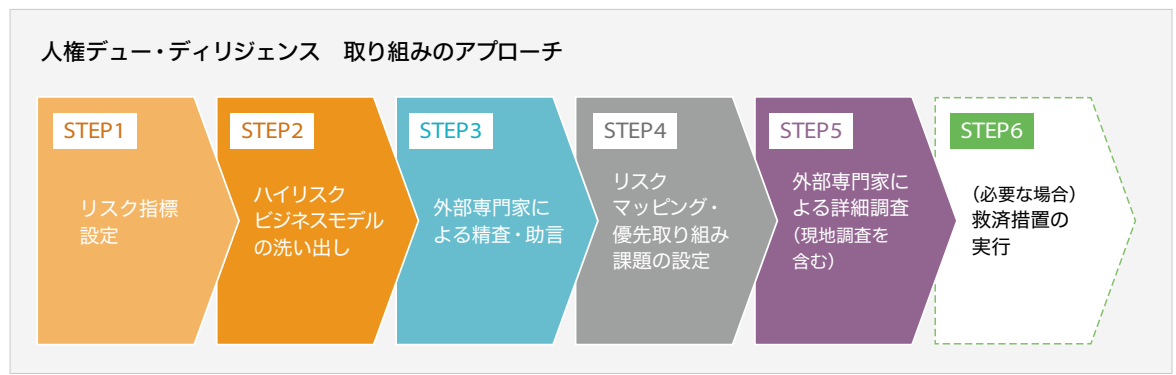 人権デュー・ディリジェンス　取り組みのアプローチ
STEP1
リスク指標
設定
STEP2
ハイリスク
ビジネスモデル
の洗い出し
STEP3
外部専門家に
よる精査・助言
STEP4
リスク
マッピング・
優先取り組み
課題の設定
STEP5
外部専門家に
よる詳細調査
（現地調査を
含む）
STEP6
（必要な場合）
救済措置の
実行